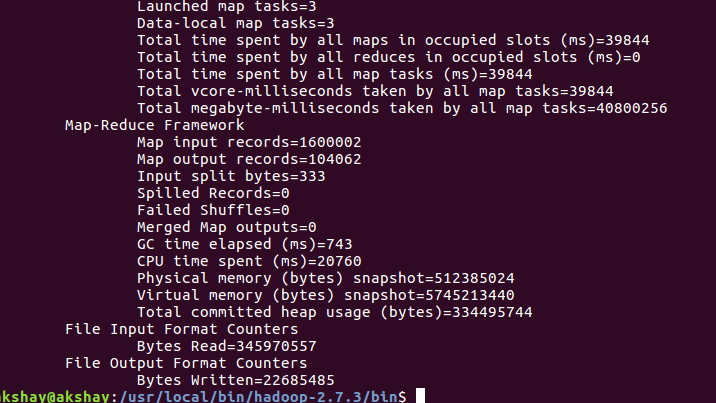 Launched map tasks=3
Data-local map tasks=3
Total time spent by all maps in occupied slots (ms)=39844
Total time spent by all reduces in occupied slots (ms)=0
Total time spent by all map tasks (ms)=39844
Total vcore-milliseconds taken by all map tasks=39844
Total megabyte-milliseconds taken by all map tasks=40800256
Map-Reduce Framework
Map input records=1600002
Map output records=104062
Input split bytes=333
Spilled Records=0
Failed Shuffles=0
Merged Map outputs=0
GC time elapsed (ms)=743
CPU time spent (ms)=20760
Physical memory (bytes) snapshot=512385024
Virtual memory (bytes) snapshot=5745213440
Total committed heap usage (bytes)=334495744
File Input Format Counters
Bytes Read=345970557
File Output Format Counters
Bytes Written=22685485
akshay@akshay:/usr/local/bin/hadoop-2.7.3/bin$